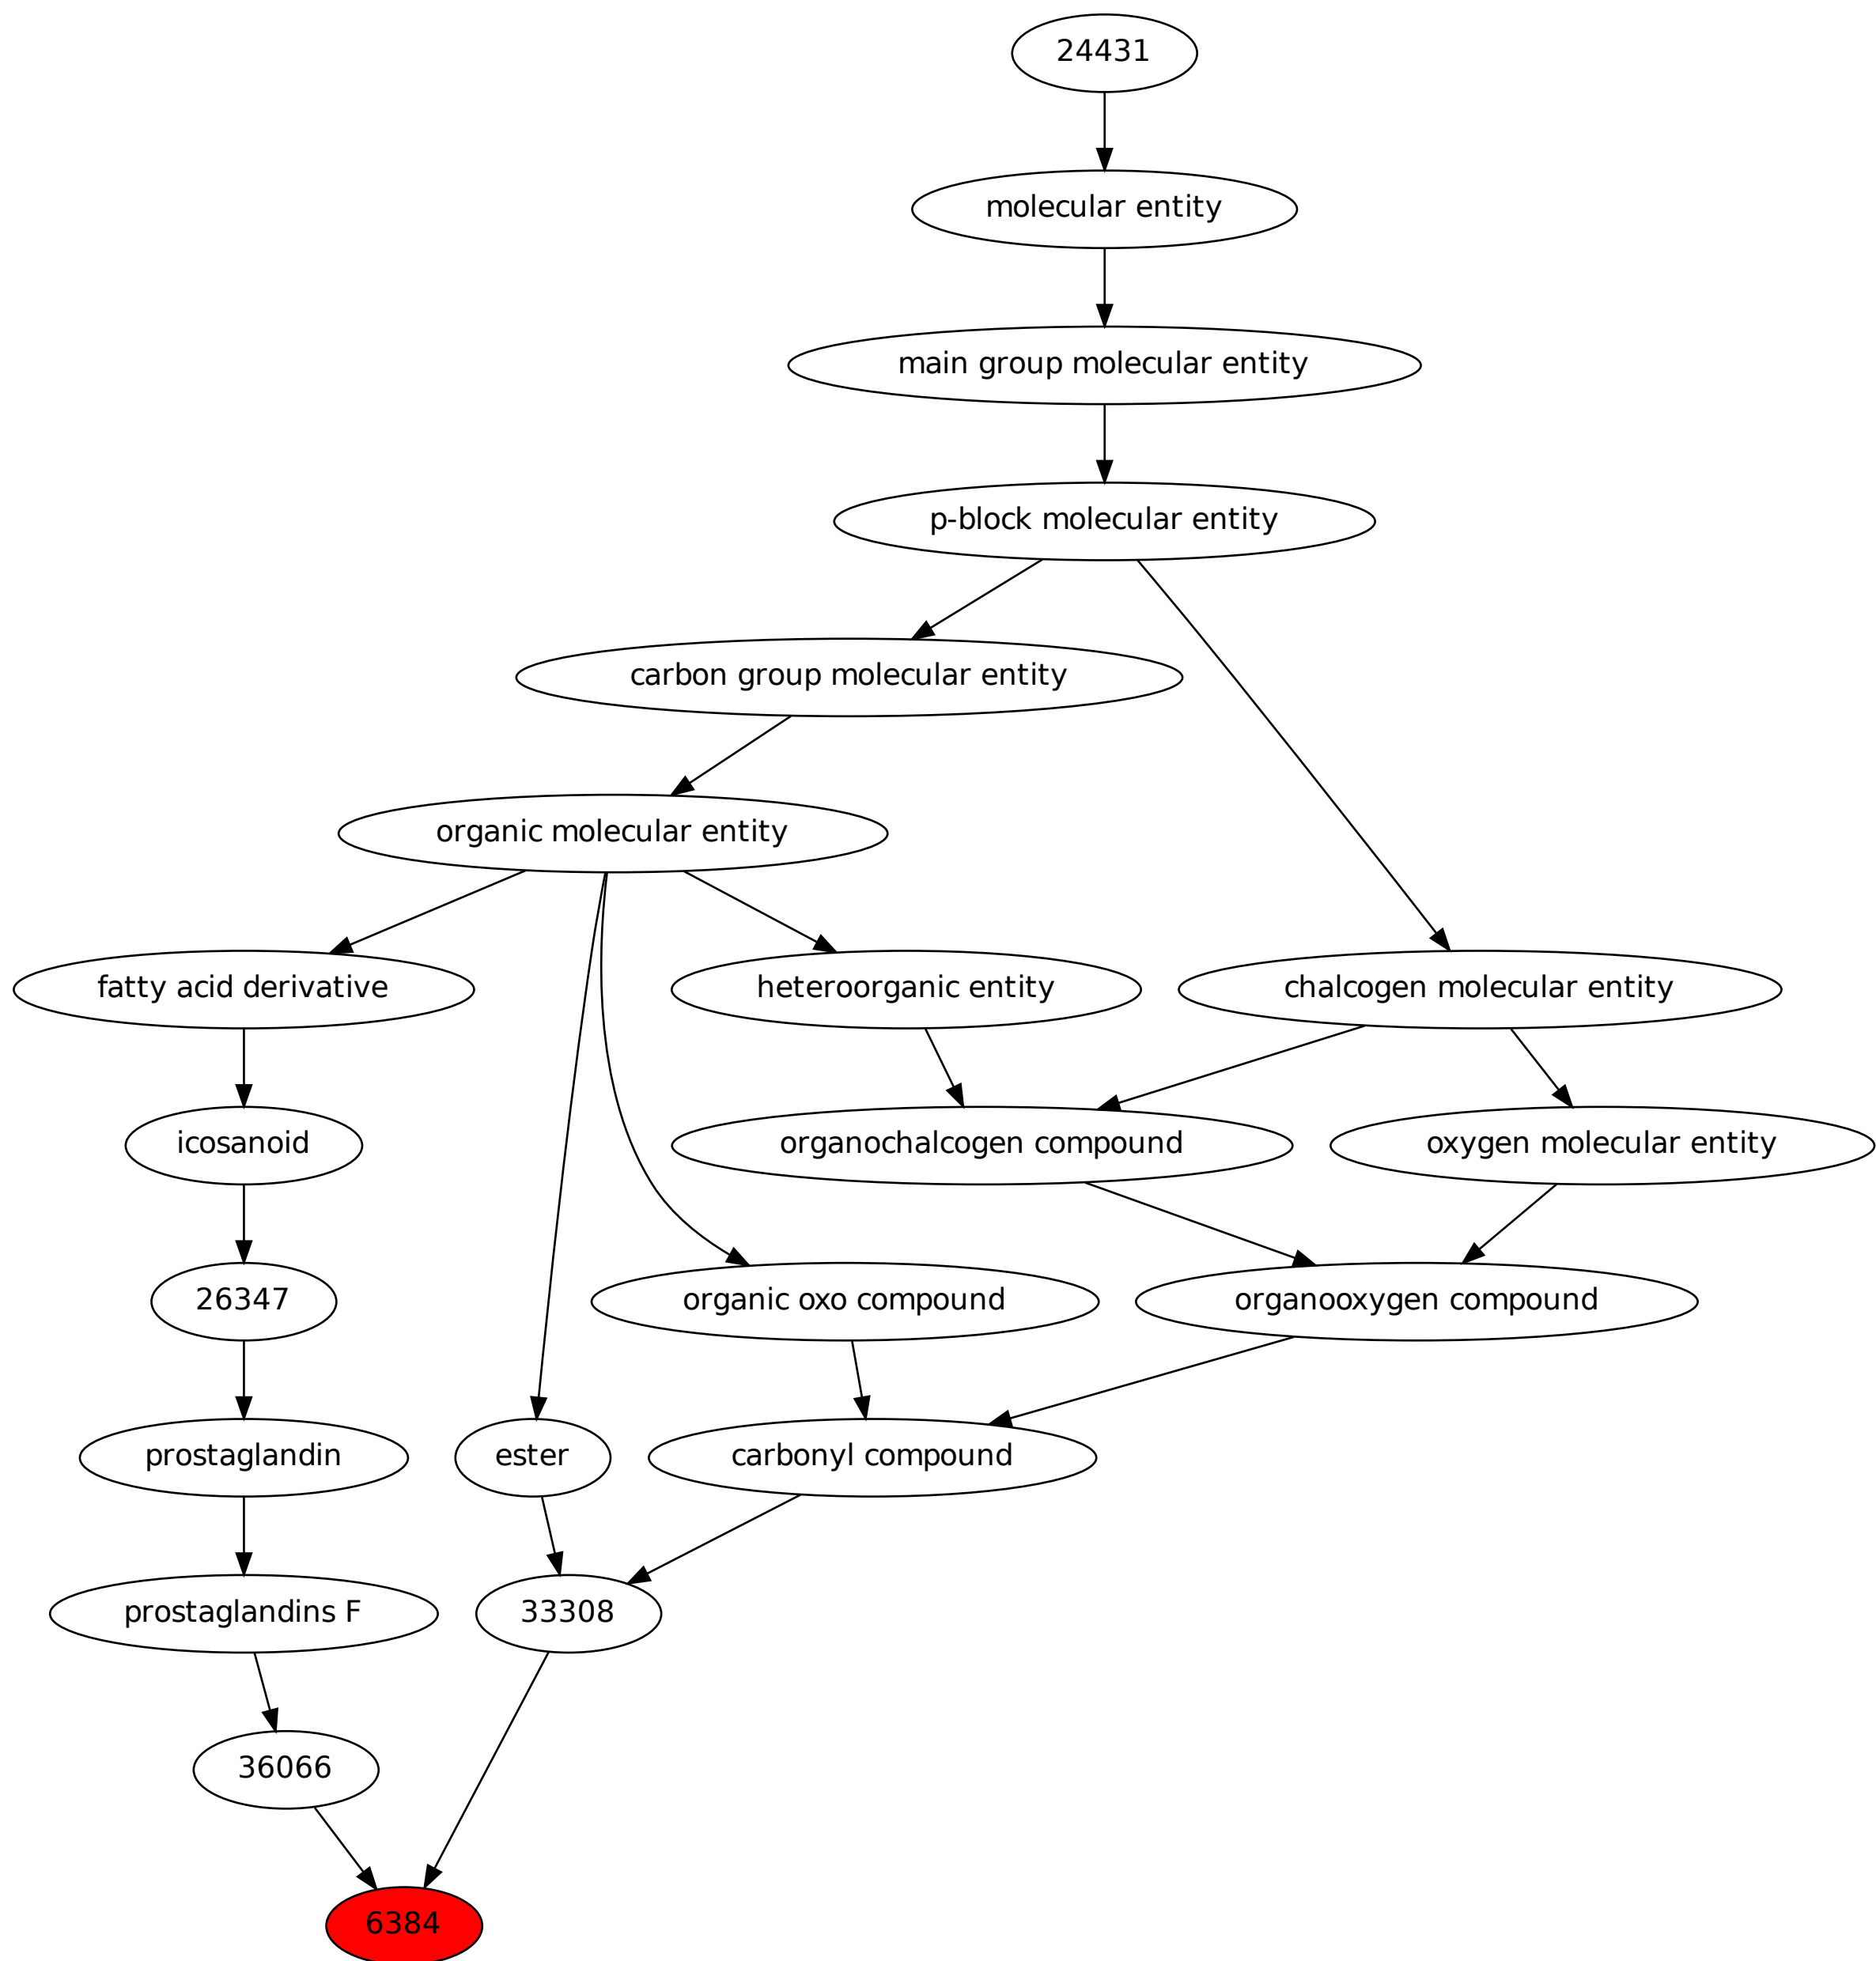 24431
molecular entity
main group molecular entity
p-block molecular entity
carbon group molecular entity
organic molecular entity
fatty acid derivative
heteroorganic entity
chalcogen molecular entity
icosanoid
organochalcogen compound
oxygen molecular entity
26347
organic oxo compound
organooxygen compound
prostaglandin
ester
carbonyl compound
prostaglandins F
33308
36066
6384